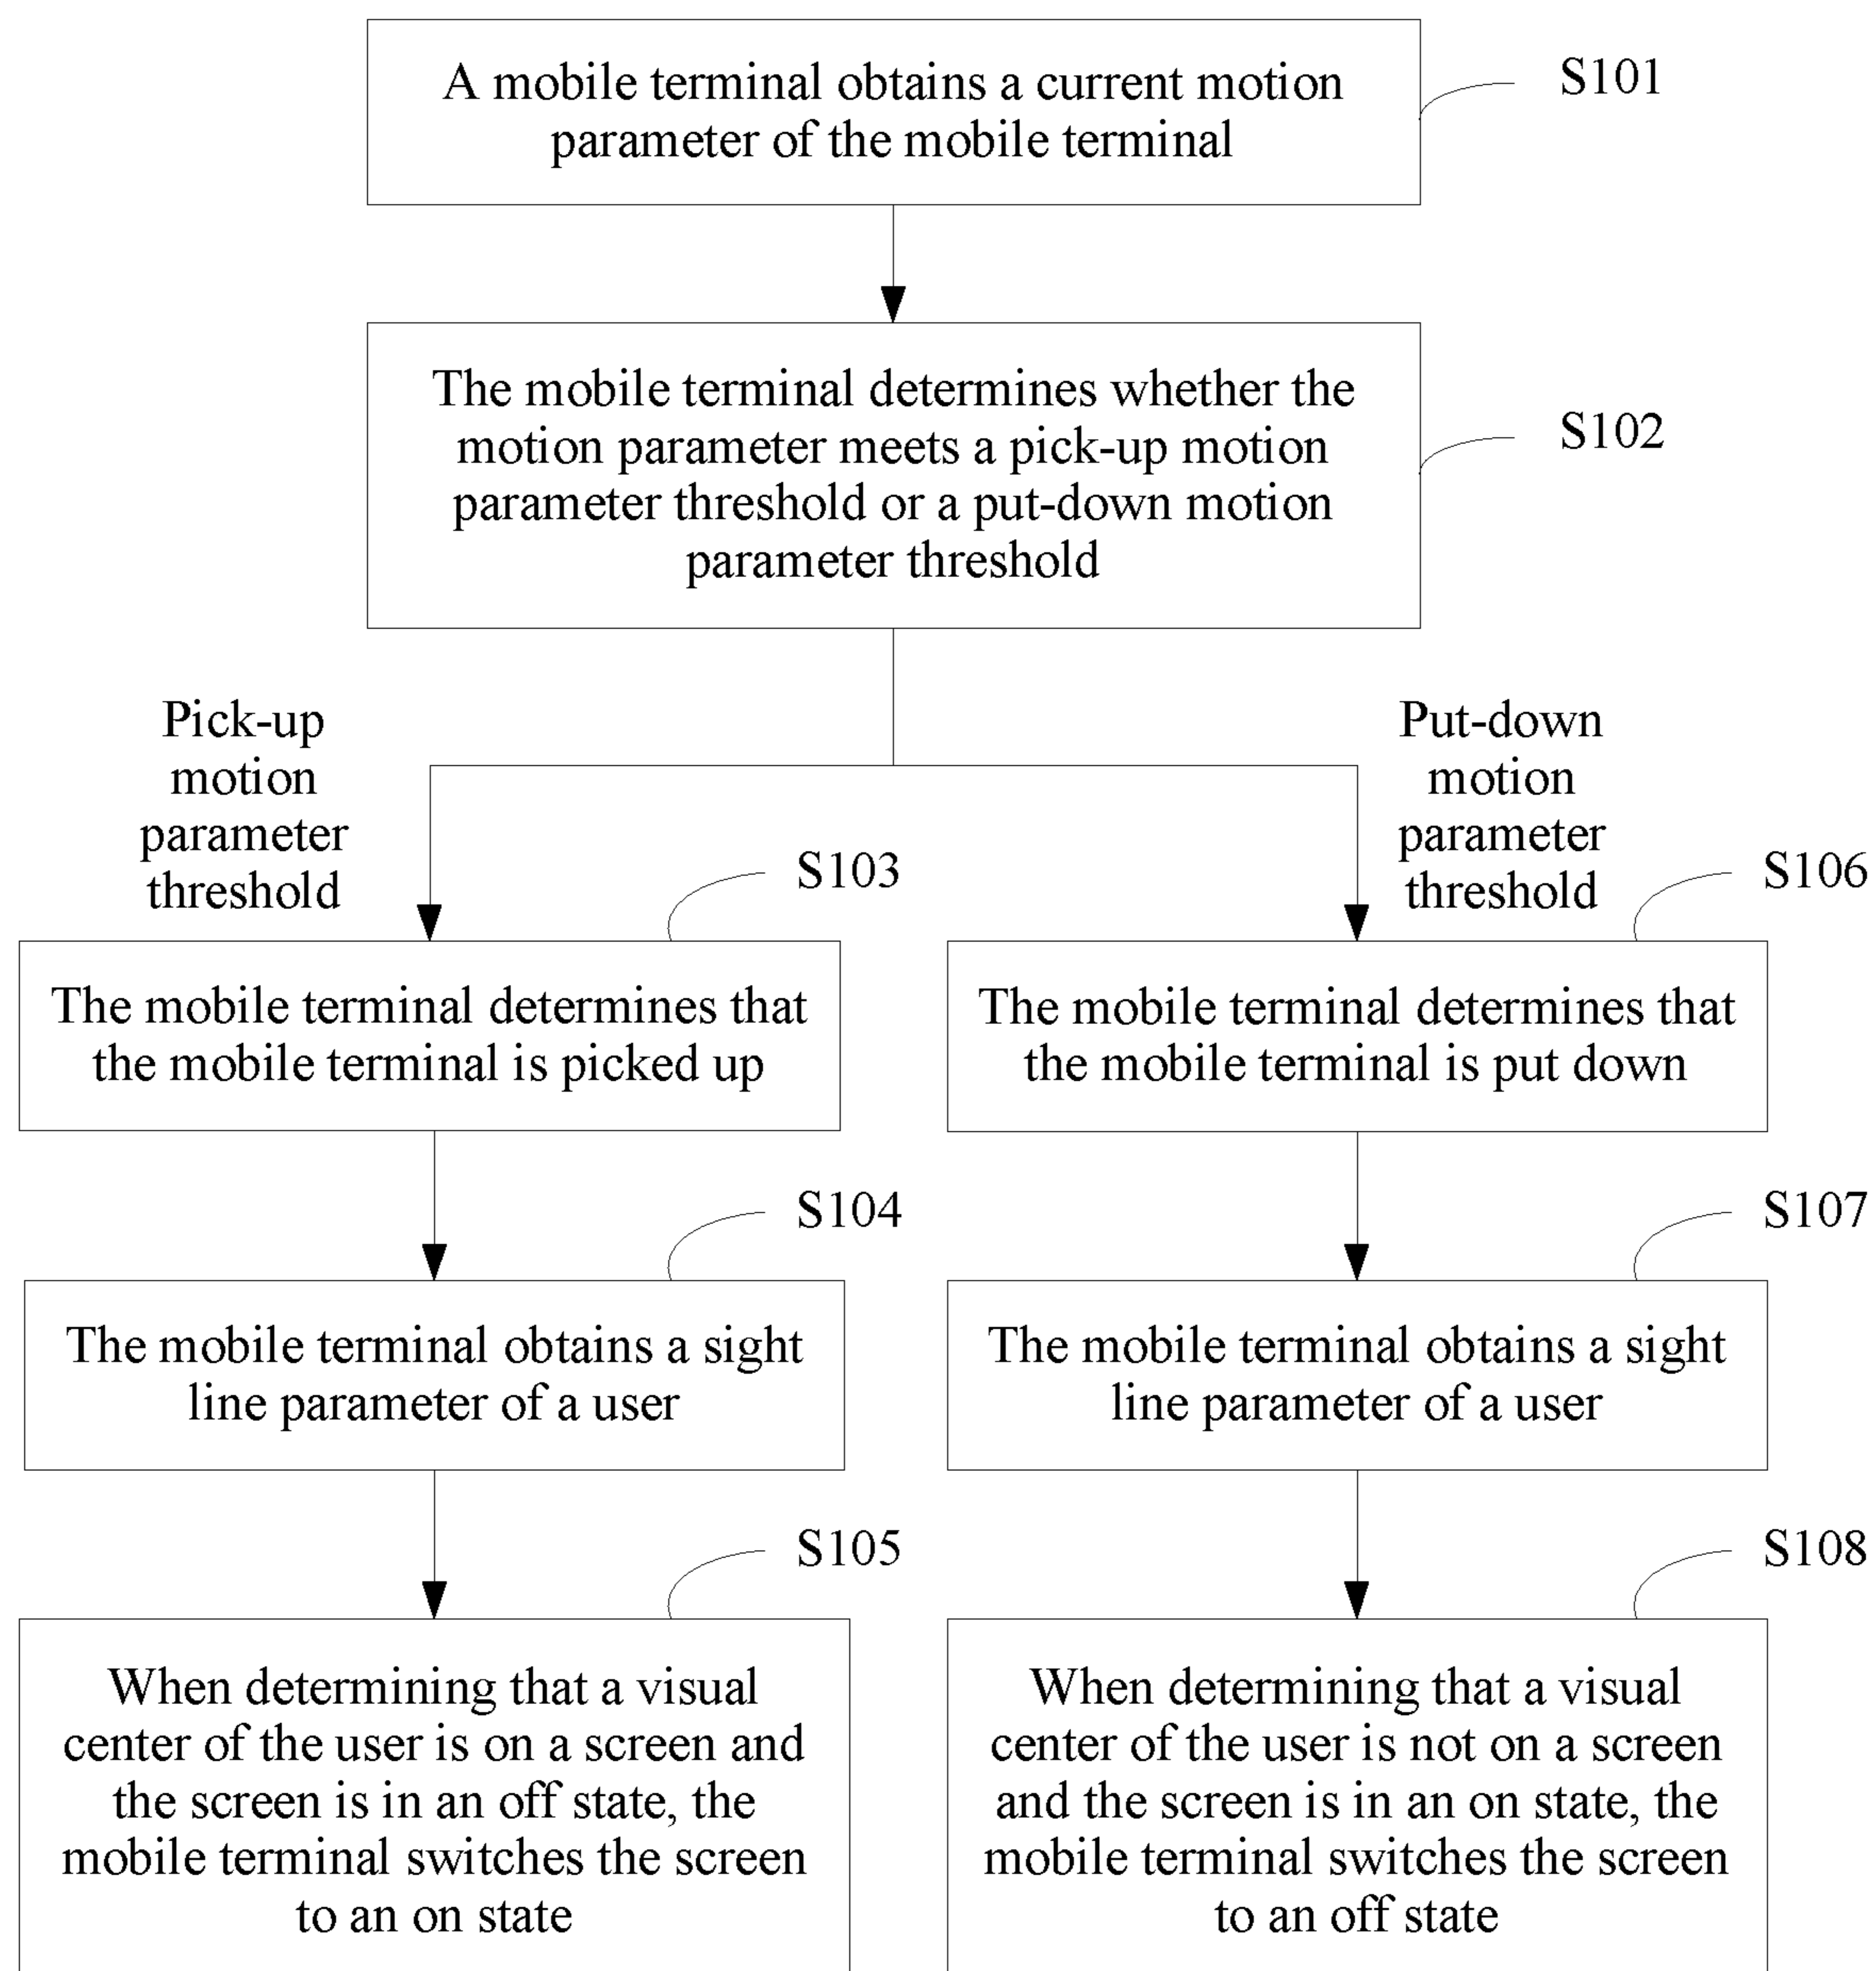 A mobile terminal obtains a current motion
parameter of the mobile terminal
S101
The mobile terminal determines whether the
motion parameter meets a pick-up motion
parameter threshold or a put-down motion
parameter threshold
S102
Pick-up
motion
parameter
threshold
Put-down
motion
parameter
threshold
S103
The mobile terminal determines that
the mobile terminal is picked up
S106
The mobile terminal determines that
the mobile terminal is put down
S104
The mobile terminal obtains a sight
line parameter of a user
S107
The mobile terminal obtains a sight
line parameter of a user
S105
When determining that a visual
center of the user is on a screen and
the screen is in an off state, the
mobile terminal switches the screen
to an on state
S108
When determining that a visual
center of the user is not on a screen
and the screen is in an on state, the
mobile terminal switches the screen
to an off state